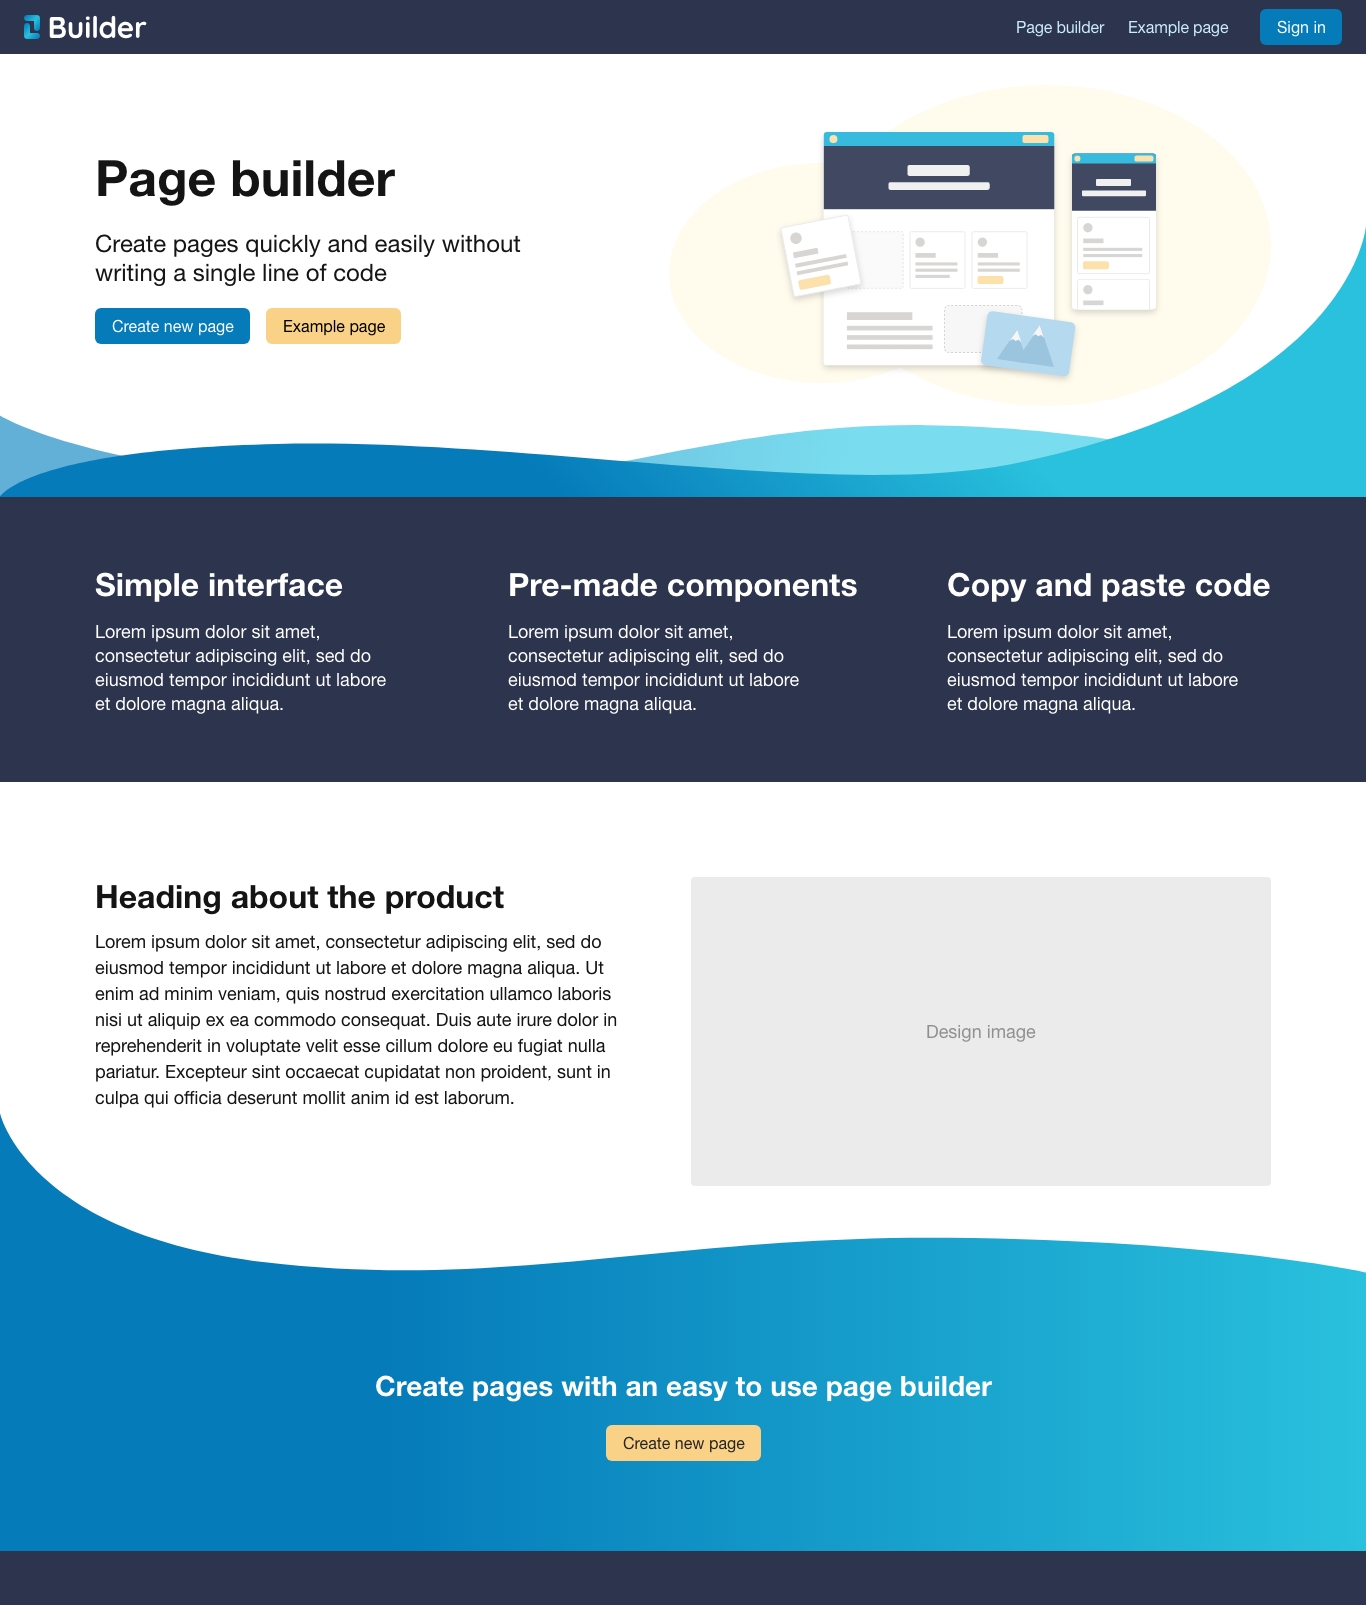 Builder
Page builder
Example page
Sign in
Page builder
Create pages quickly and easily without
writing a single line of code
Create new page
Example page
Simple interface
Lorem ipsum dolor sit amet,
consectetur adipiscing elit, sed do
eiusmod tempor incididunt ut labore
et dolore magna aliqua.
Pre-made components
Lorem ipsum dolor sit amet,
consectetur adipiscing elit, sed do
eiusmod tempor incididunt ut labore
et dolore magna aliqua.
Copy and paste code
Lorem ipsum dolor sit amet,
consectetur adipiscing elit, sed do
eiusmod tempor incididunt ut labore
et dolore magna aliqua.
Heading about the product
Lorem ipsum dolor sit amet, consectetur adipiscing elit, sed do
eiusmod tempor incididunt ut labore et dolore magna aliqua. Ut
enim ad minim veniam, quis nostrud exercitation ullamco laboris
nisi ut aliquip ex ea commodo consequat. Duis aute irure dolor in
reprehenderit in voluptate velit esse cillum dolore eu fugiat nulla
pariatur. Excepteur sint occaecat cupidatat non proident, sunt in
culpa qui officia deserunt mollit anim id est laborum.
Design image
Create pages with an easy to use page builder
Create new page